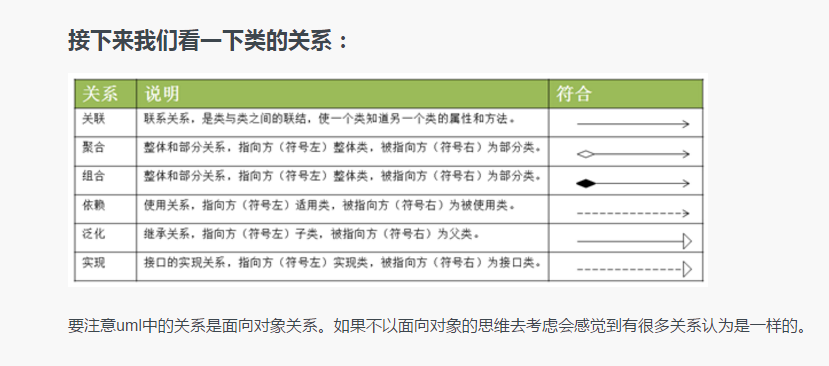 接下来我们看一下类的关系：
关系 说明 符合
关联 联系关系，是类与类之间的联结，使一个类知道另一个类的属性和方法。
聚合 整体和部分关系，指向方（符号左）整体类，被指向方（符号右）为部分类。
组合 整体和部分关系，指向方（符号左）整体类，被指向方（符号右）为部分类。
依赖 使用关系，指向方（符号左）适用类，被指向方（符号右）为被使用类。
泛化 继承关系，指向方（符号左）子类，被指向方（符号右）为父类。
实现 接口的实现关系，指向方（符号左）实现类，被指向方（符号右）为接口类。
要注意uml中的关系是面向对象关系。如果不以面向对象的思维去考虑会感觉到有很多关系认为是一样的。